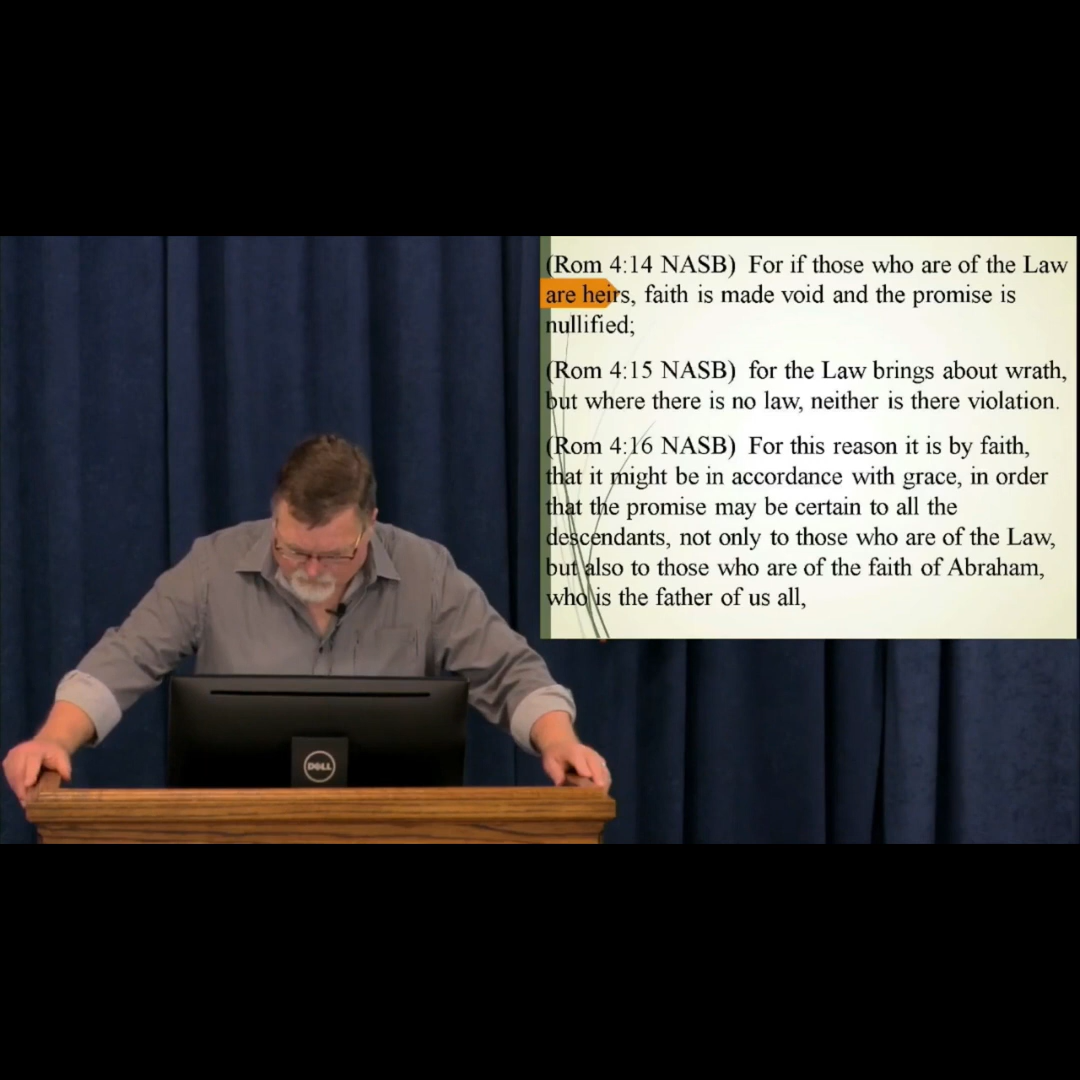 (Rom 4:14 NASB) For if those who are of the Law
are heirs, faith is made void and the promise is
nullified;
(Rom 4:15 NASB) for the Law brings about wrath,
but where there is no law, neither is there violation.
(Rom 4:16 NASB) For this reason it is by faith,
that it might be in accordance with grace, in order
that the promise may be certain to all the
descendants, not only to those who are of the Law,
but also to those who are of the faith of Abraham,
who is the father of us all,
DELL